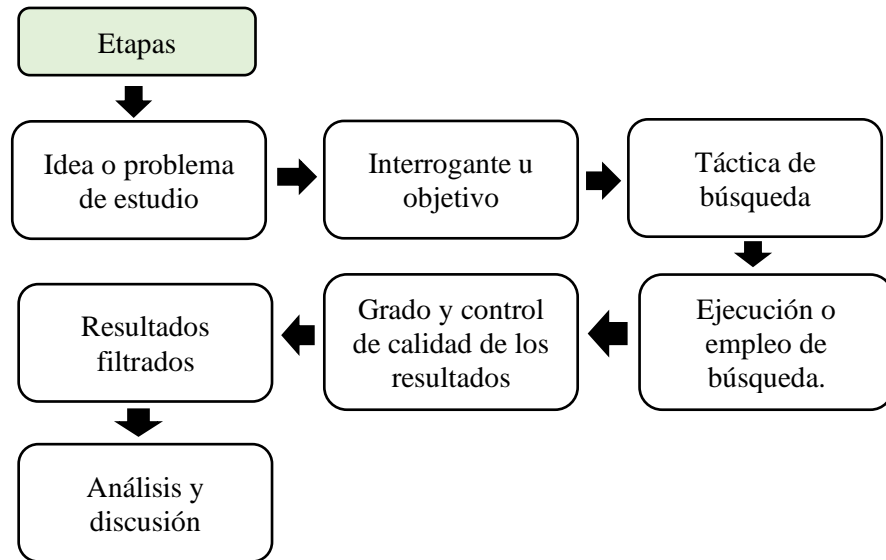 Etapas
Idea o problema
de estudio
Interrogante u
objetivo
Táctica de
búsqueda
Ejecución o
empleo de
búsqueda.
Grado y control
de calidad de los
resultados
Resultados
filtrados
Análisis y
discusión